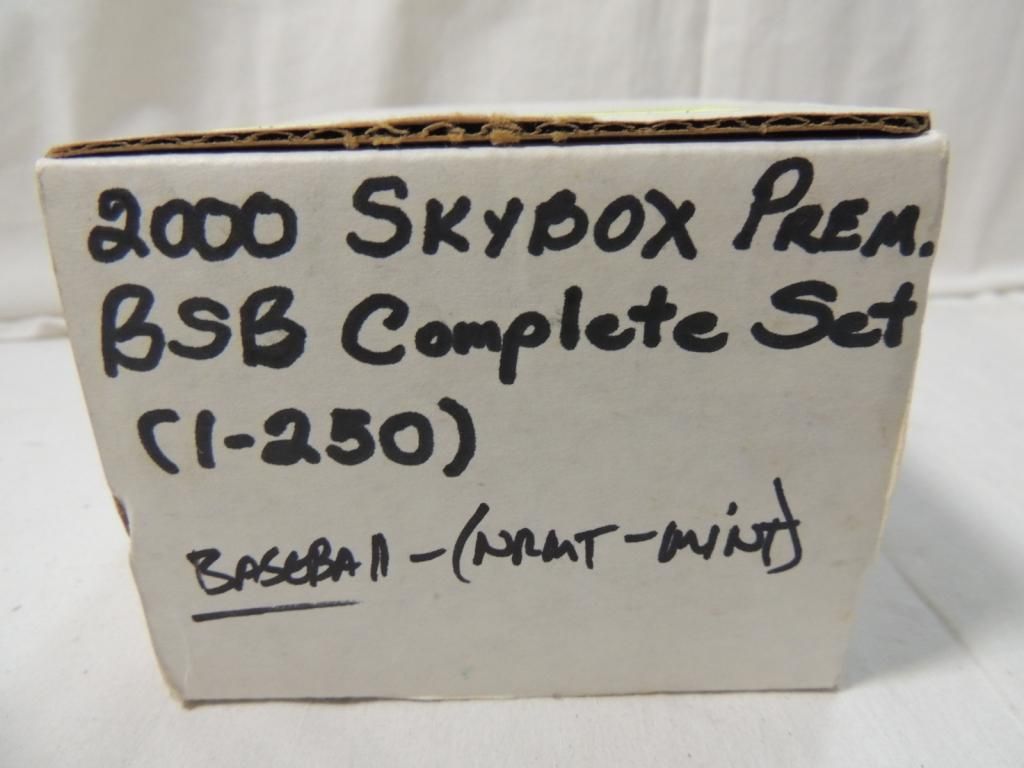 2000 SKYBOX PREM.
BSB Complete Set
(1-250)
BASEBALL - (NRMT - MINT)